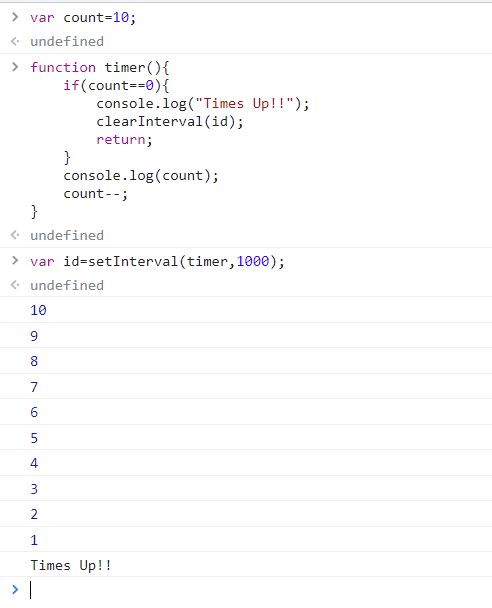 > var count=10;
<· undefined
> function timer(){
    if(count==0){
        console.log("Times Up!!");
        clearInterval(id);
        return;
    }
    console.log(count);
    count--;
}
<· undefined
> var id=setInterval(timer,1000);
<· undefined
10
9
8
7
6
5
4
3
2
1
Times Up!!
>